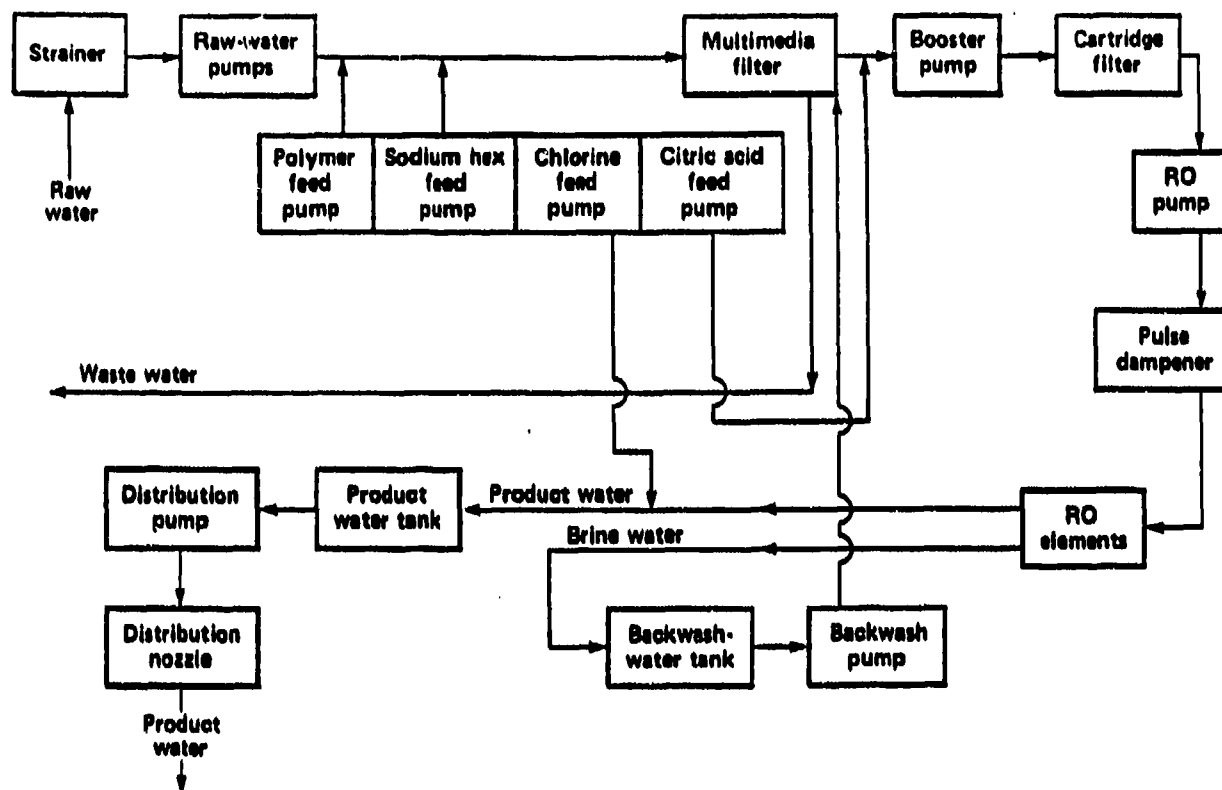 Strainer
Raw-water
pumps
Multimedia
filter
Booster
pump
Cartridge
filter
Raw
water
Polymer
feed
pump
Sodium hex
feed
pump
Chlorine
feed
pump
Citric acid
feed
pump
RO
pump
Pulse
dampener
Waste water
Distribution
pump
Product
water tank
Product water
Brine water
RO
elements
Distribution
nozzle
Backwash-
water tank
Backwash
pump
Product
water